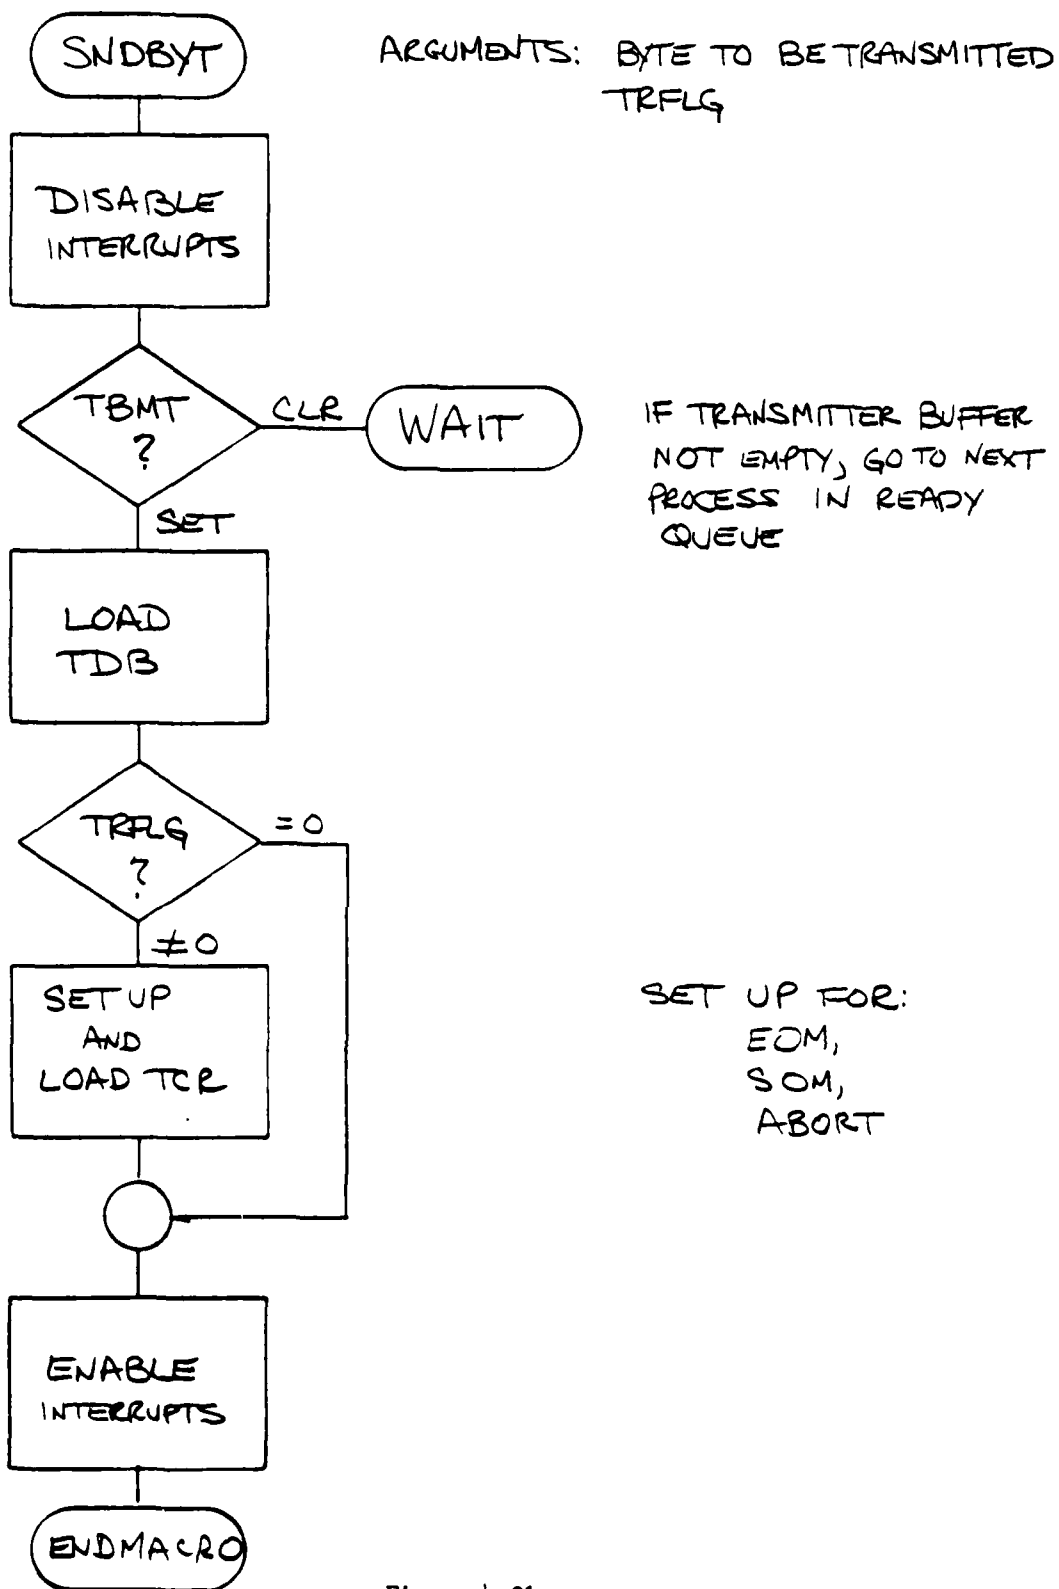 SNDBYT
ARGUMENTS: BYTE TO BE TRANSMITTED
TRFLG
DISABLE
INTERRUPTS
TBMT
?
CLR
WAIT
IF TRANSMITTER BUFFER
NOT EMPTY, GO TO NEXT
PROCESS IN READY
QUEUE
SET
LOAD
TDB
TRFLG
?
=0
≠0
SET UP
AND
LOAD TCR
SET UP FOR:
EOM,
SOM,
ABORT
ENABLE
INTERRUPTS
ENDMACRO